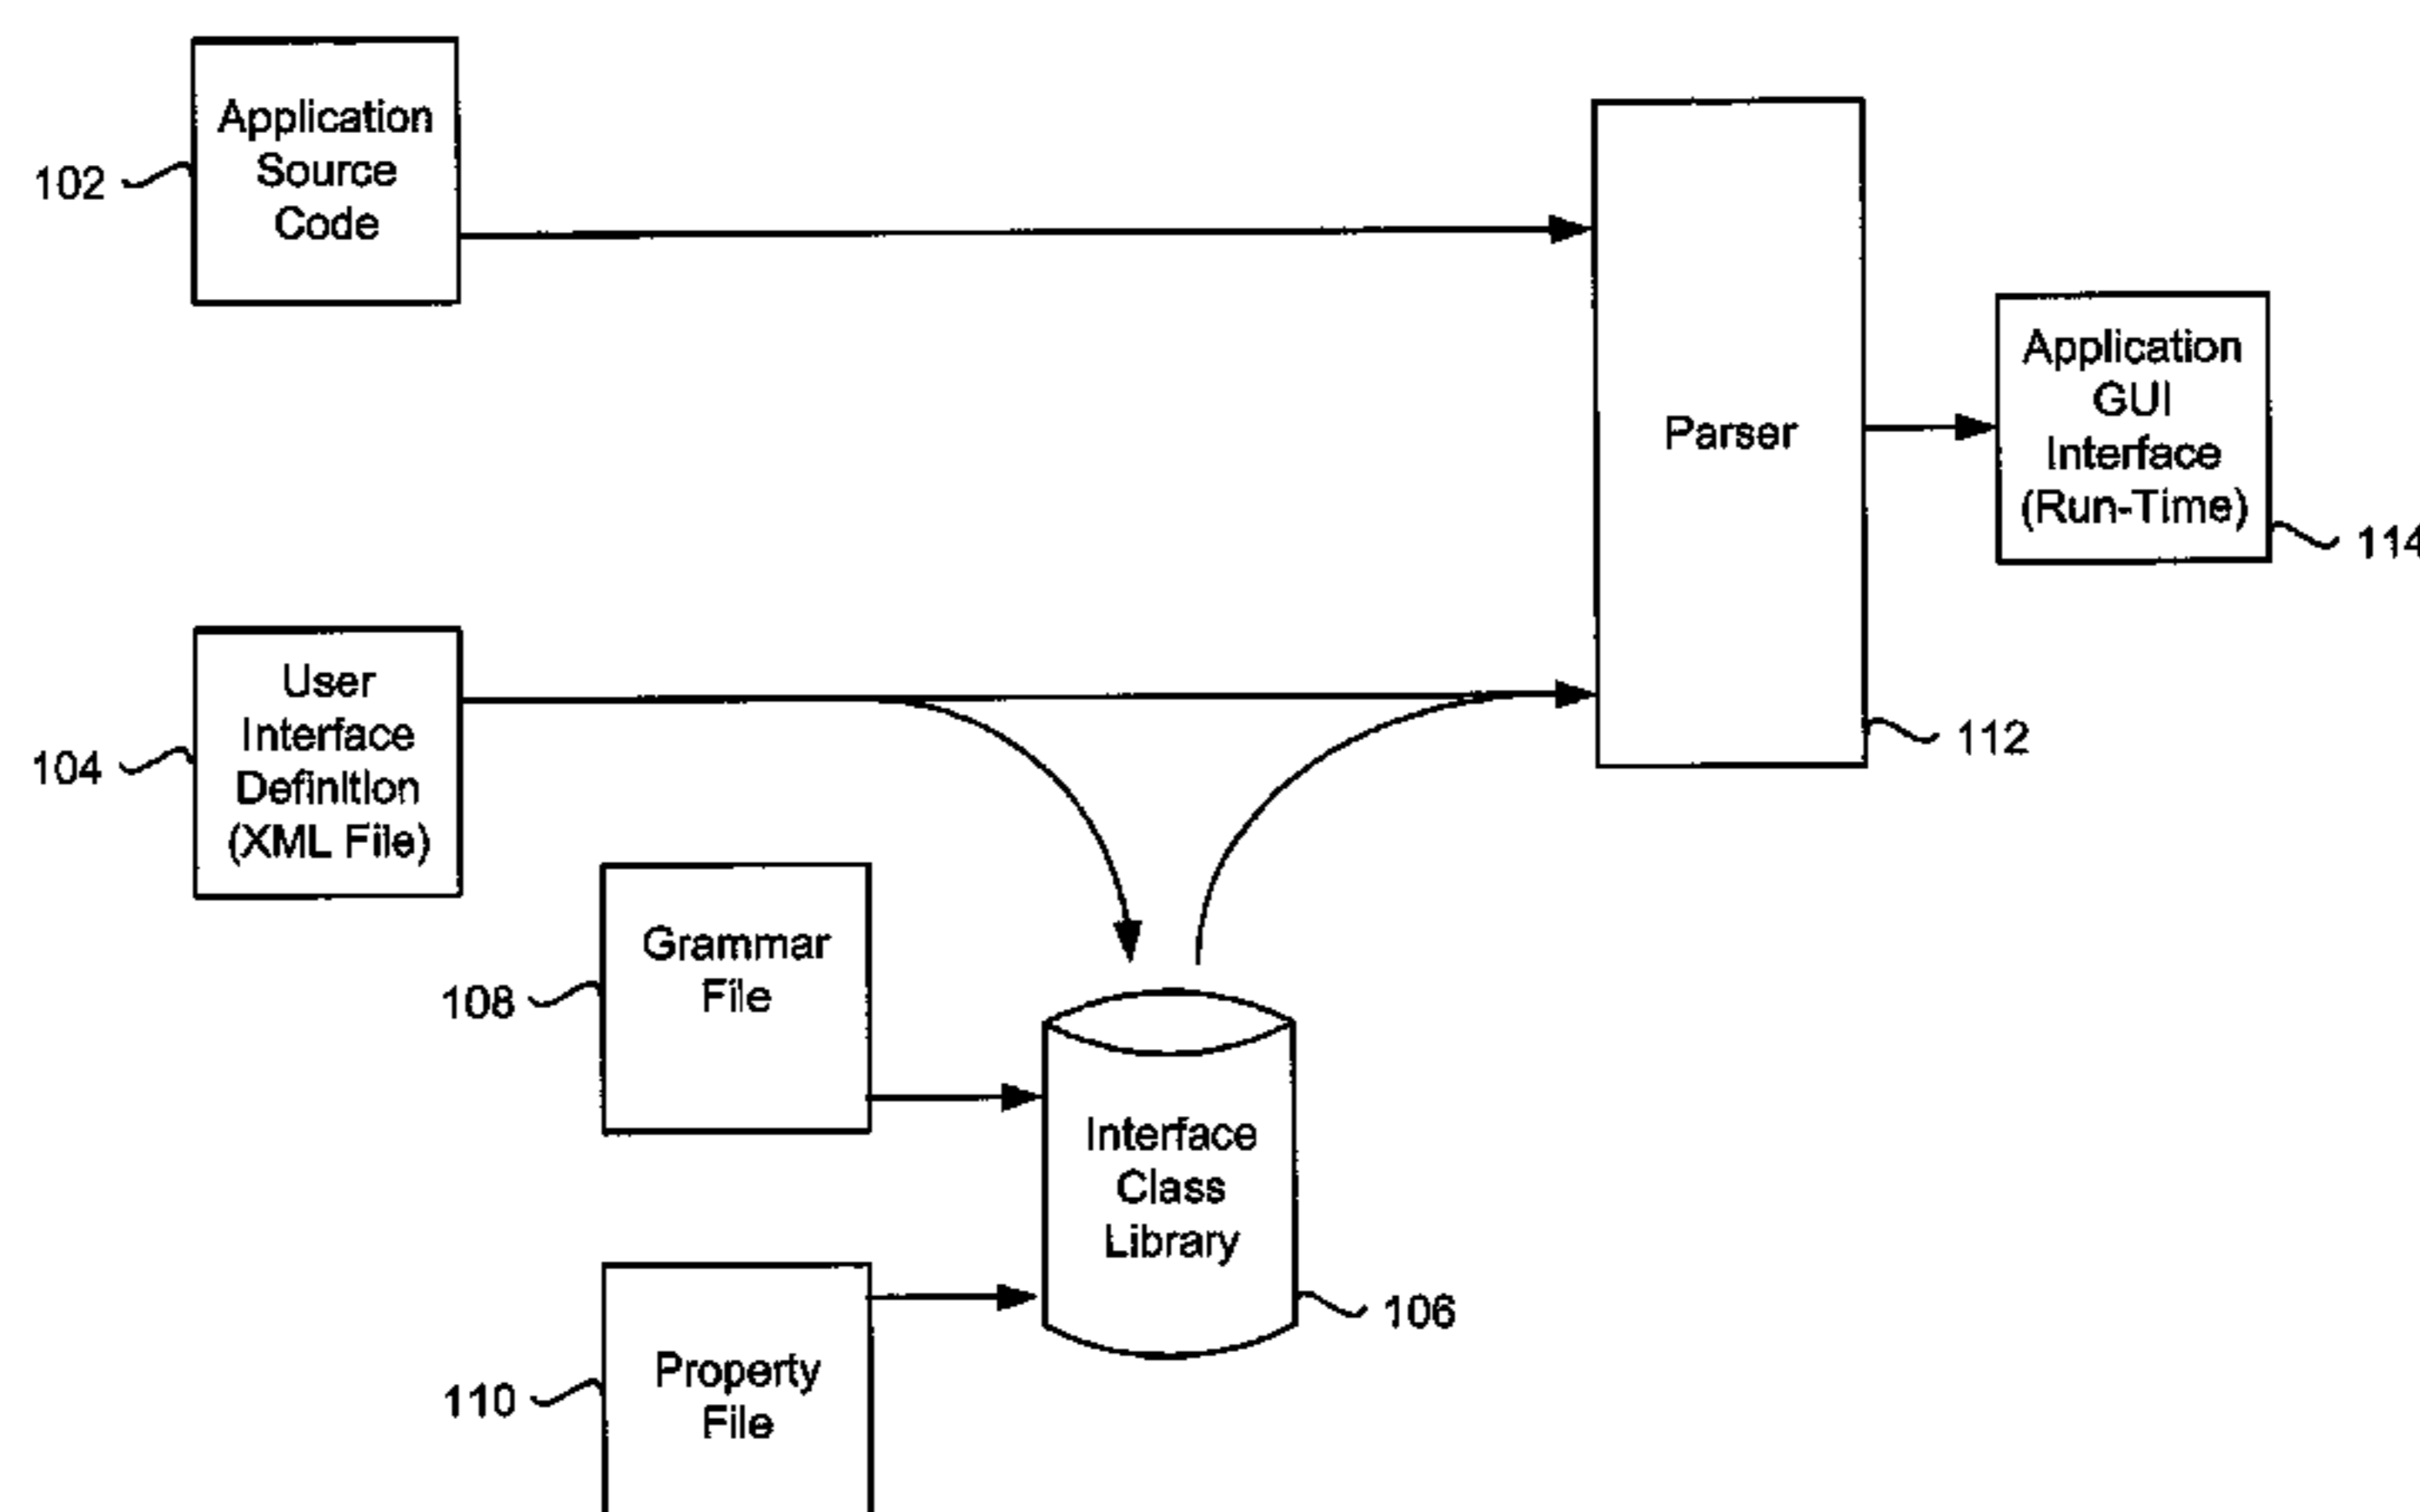 Application
Source
Code
102
Parser
Application
GUI
Interface
(Run-Time)
114
User
Interface
Definition
(XML File)
104
112
Grammar
File
108
Interface
Class
Library
106
Property
File
110